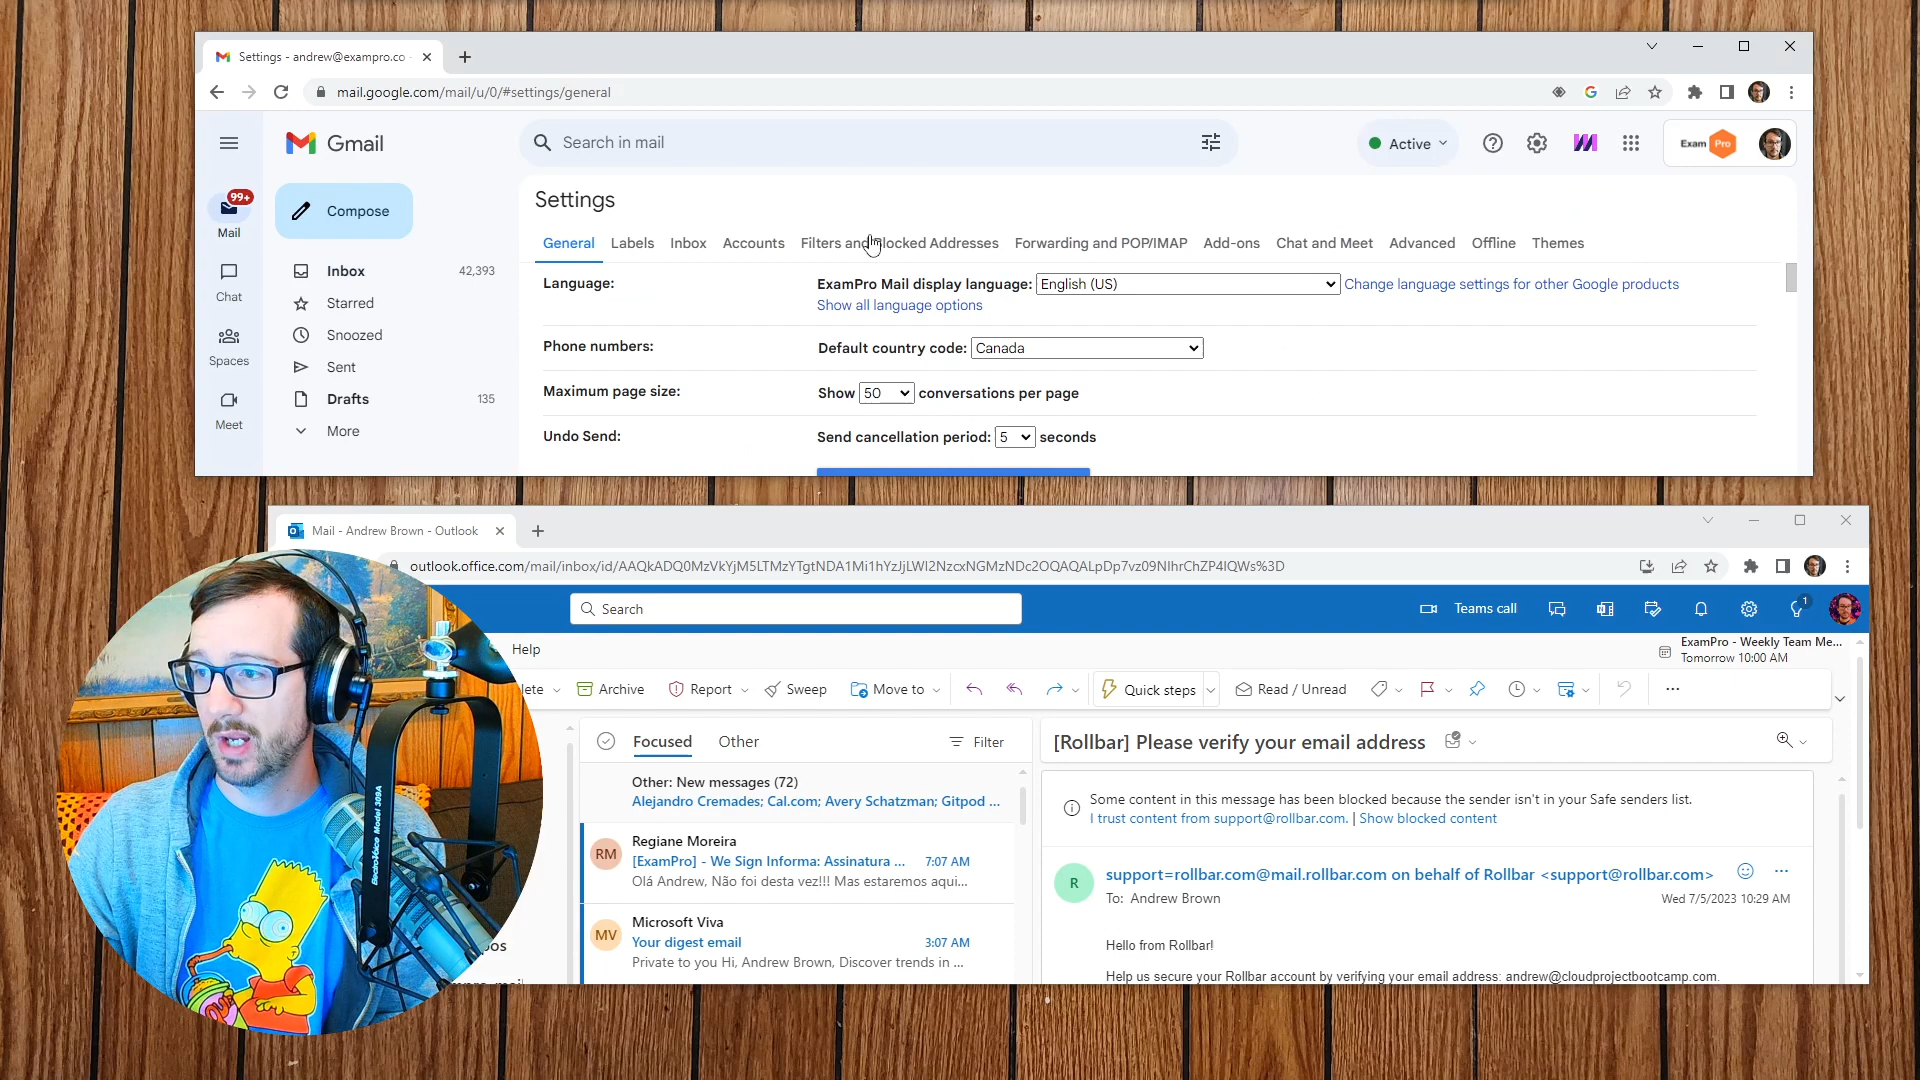 Settings - andrew@exampro.co
mail.google.com/mail/u/0/#settings/general
Gmail
Search in mail
Active
Exam Pro
99+
Mail
Chat
Spaces
Meet
Compose
Inbox 42,393
Starred
Snoozed
Sent
Drafts 135
More
Settings
General Labels Inbox Accounts Filters and Blocked Addresses Forwarding and POP/IMAP Add-ons Chat and Meet Advanced Offline Themes
Language:
ExamPro Mail display language: English (US) Change language settings for other Google products
Show all language options
Phone numbers:
Default country code: Canada
Maximum page size:
Show 50 conversations per page
Undo Send:
Send cancellation period: 5 seconds
Mail - Andrew Brown - Outlook
Search
Teams call
1
Help
ExamPro - Weekly Team Me...
Tomorrow 10:00 AM
lete Archive Report Sweep Move to Quick steps Read / Unread
Focused Other Filter
Other: New messages (72)
Alejandro Cremades; Cal.com; Avery Schatzman; Gitpod ...
RM
Regiane Moreira
[ExamPro] - We Sign Informa: Assinatura ... 7:07 AM
Olá Andrew, Não foi desta vez!!! Mas estaremos aqui...
MV
Microsoft Viva
Your digest email 3:07 AM
Private to you Hi, Andrew Brown, Discover trends in ...
[Rollbar] Please verify your email address
Some content in this message has been blocked because the sender isn't in your Safe senders list.
I trust content from support@rollbar.com. | Show blocked content
R
support=rollbar.com@mail.rollbar.com on behalf of Rollbar <support@rollbar.com>
To: Andrew Brown
Wed 7/5/2023 10:29 AM
Hello from Rollbar!
Help us secure your Rollbar account by verifying your email address: andrew@cloudprojectbootcamp.com.
ElectroVoice Model 309A